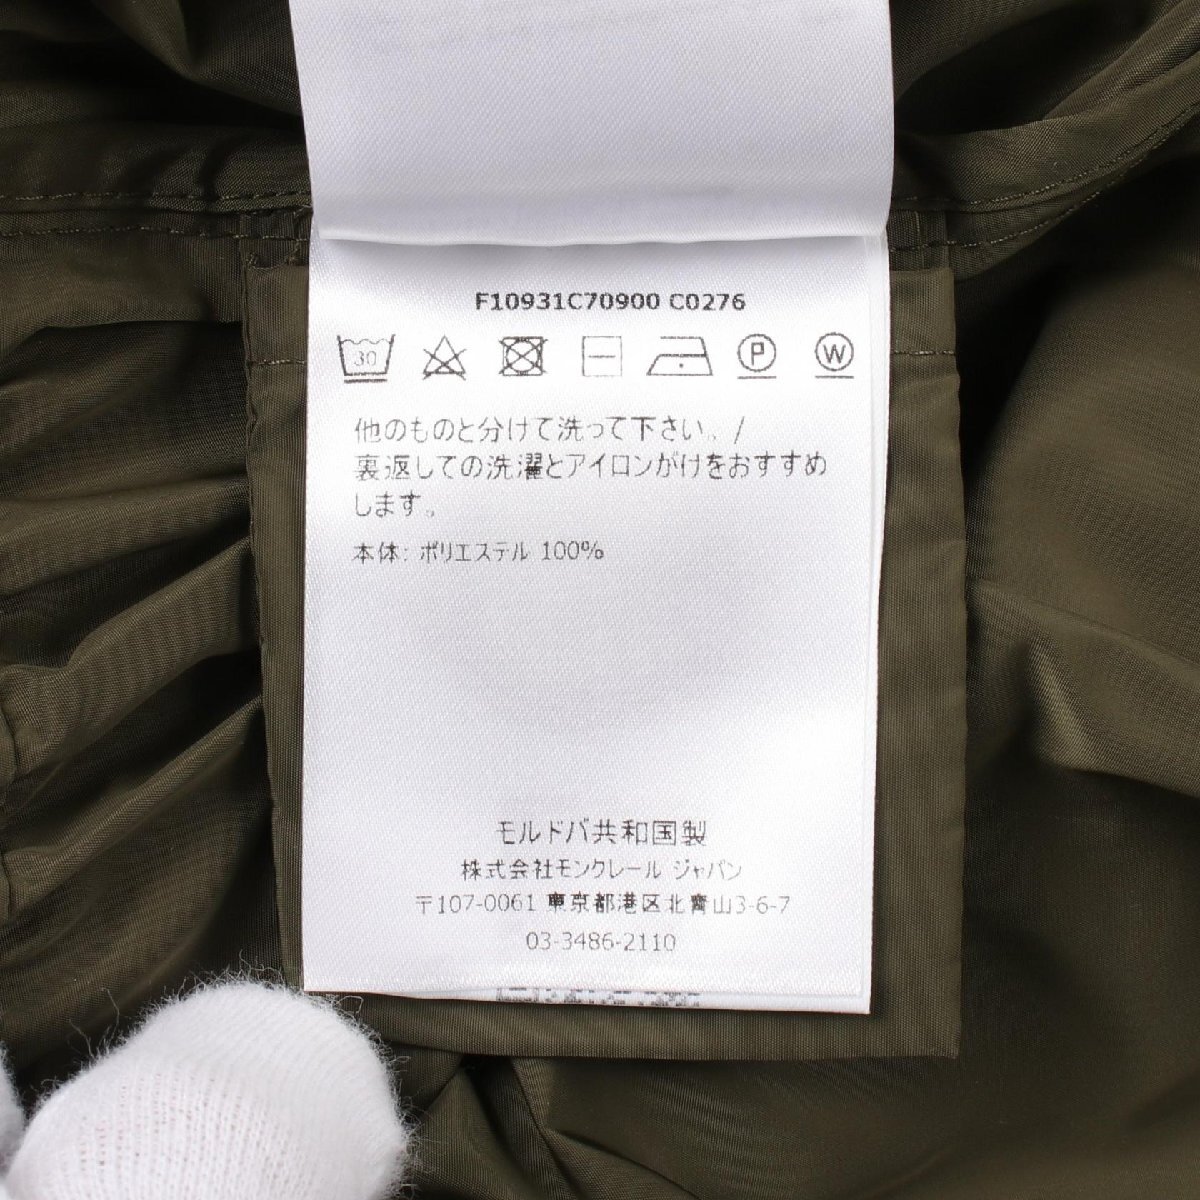 F10931C70900 C0276
30 P W
他のものと分けて洗って下さい。/
裏返しての洗濯とアイロンがけをおすすめ
します。
本体: ポリエステル 100%
モルドバ共和国製
株式会社モンクレール ジャパン
〒107-0061 東京都港区北青山3-6-7
03-3486-2110